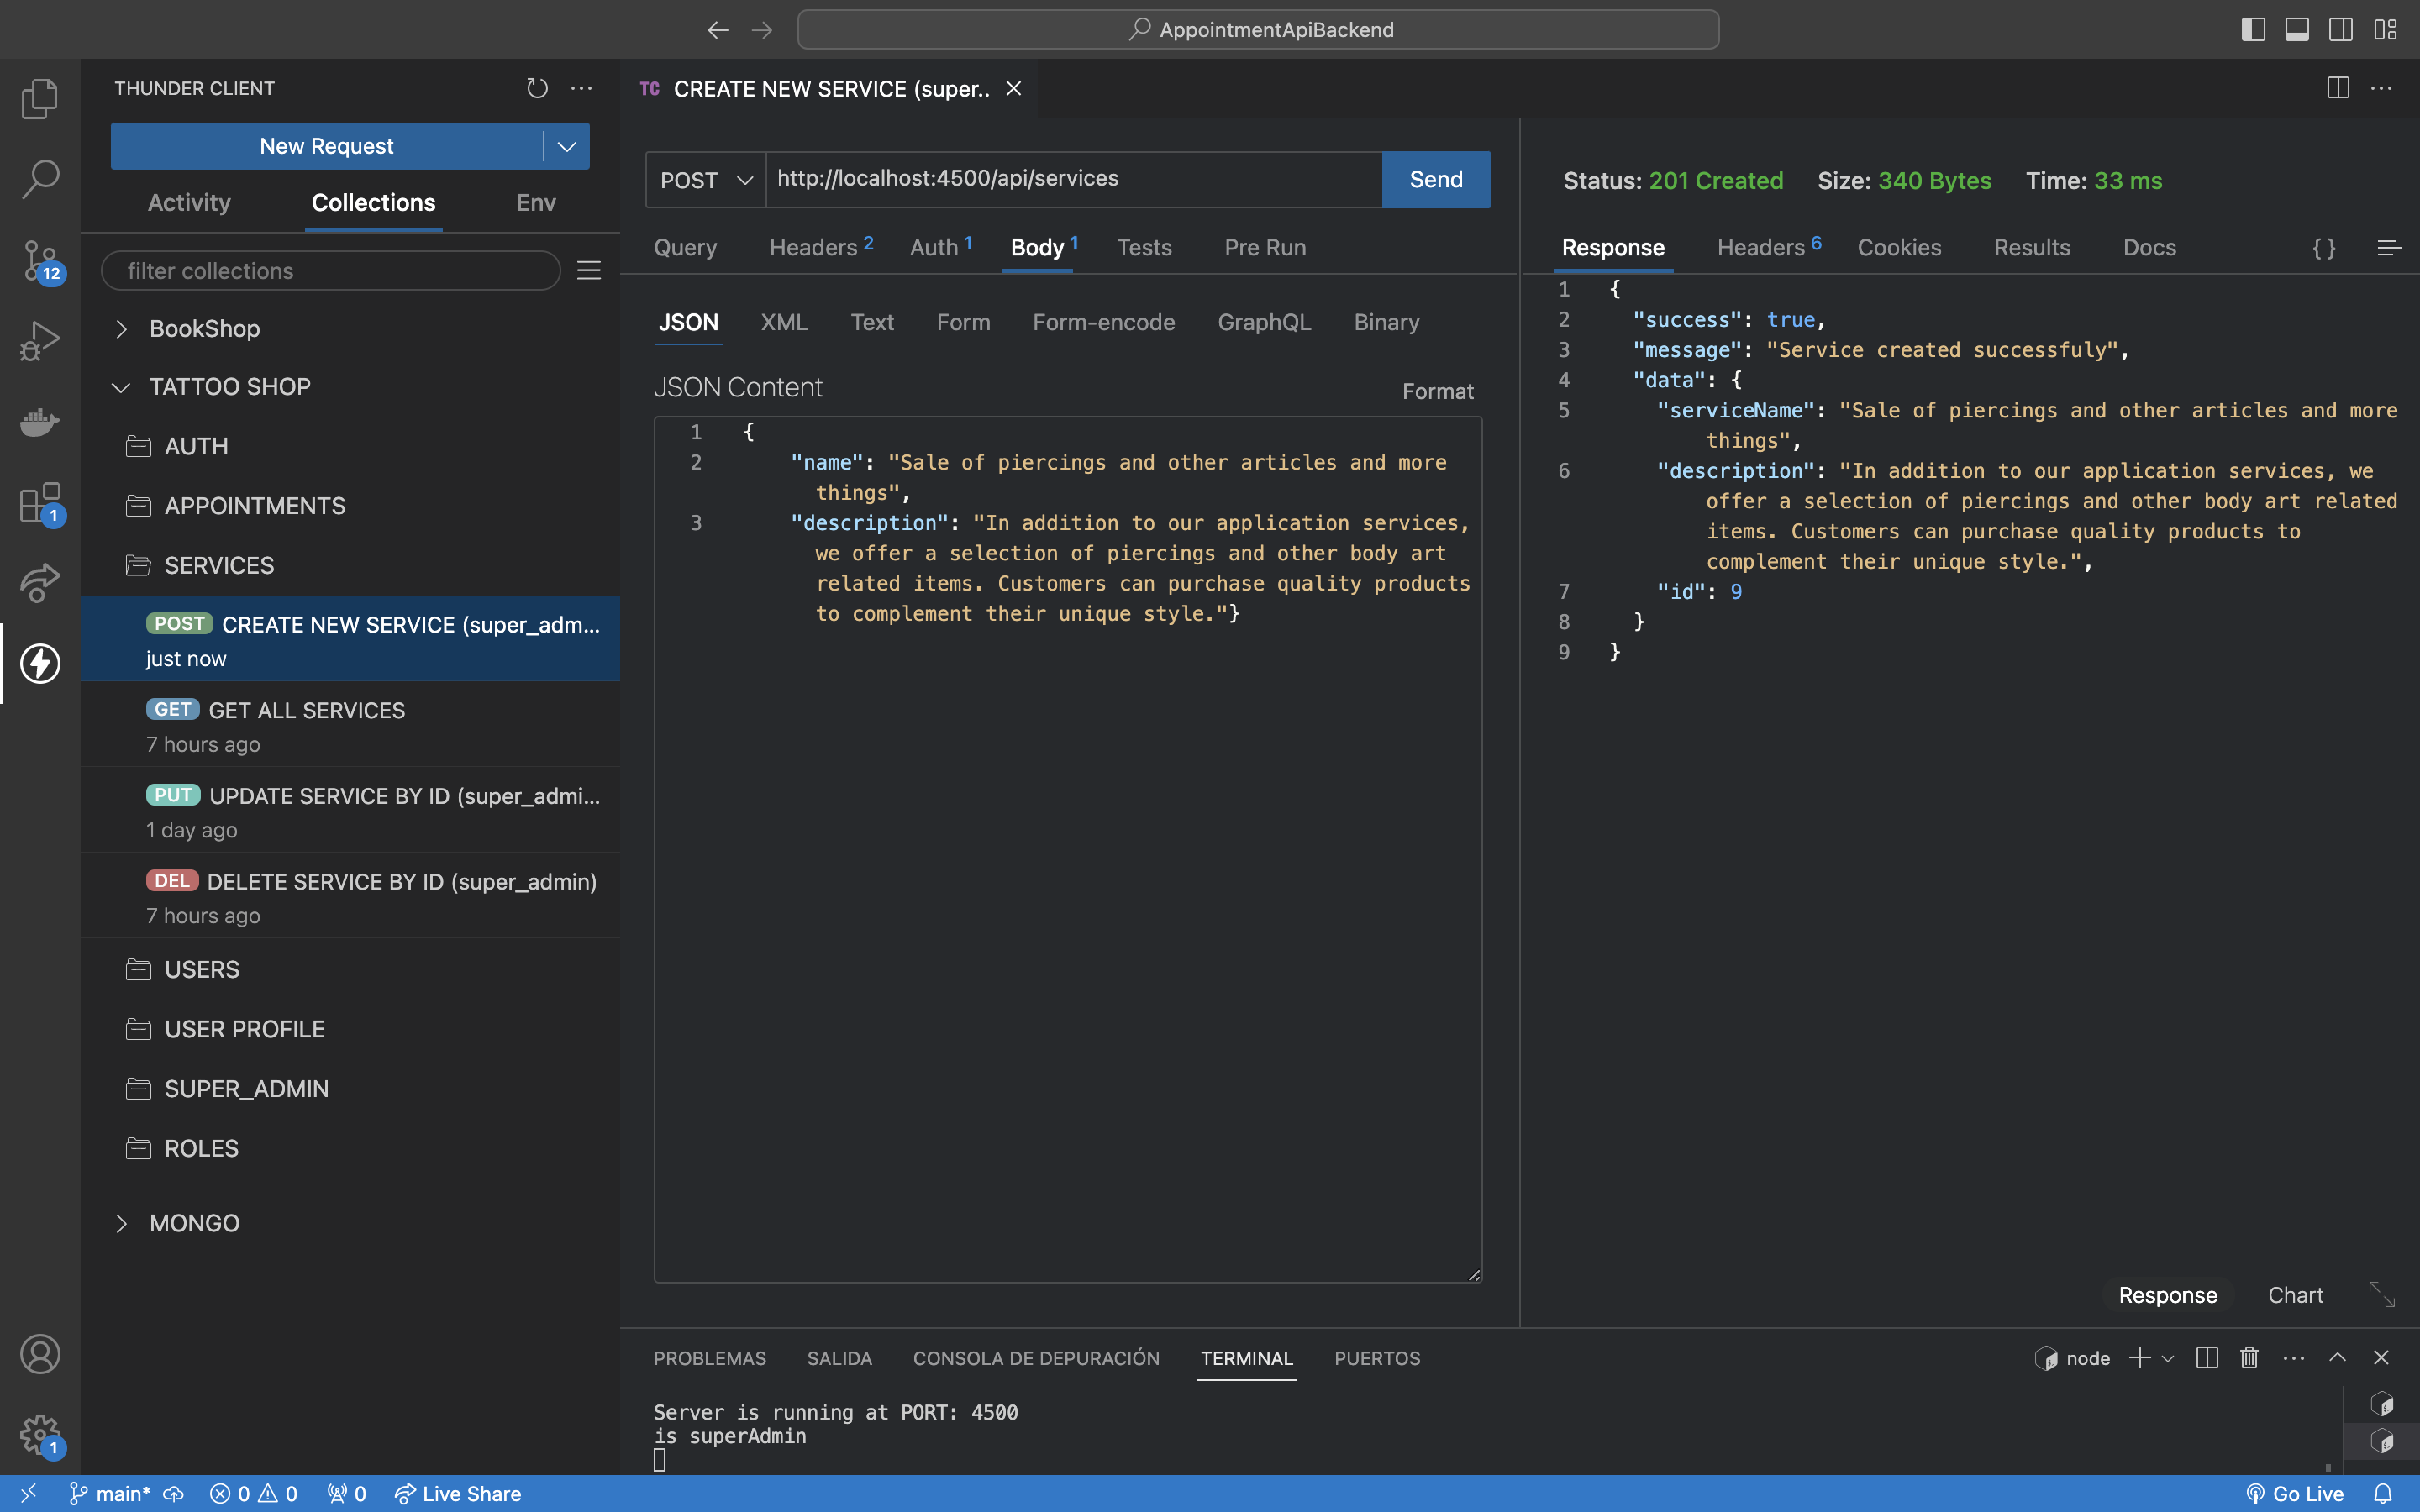 AppointmentApiBackend
THUNDER CLIENT
New Request
Activity Collections Env
filter collections
BookShop
TATTOO SHOP
AUTH
APPOINTMENTS
SERVICES
POST CREATE NEW SERVICE (super_adm...
just now
GET GET ALL SERVICES
7 hours ago
PUT UPDATE SERVICE BY ID (super_admi...
1 day ago
DEL DELETE SERVICE BY ID (super_admin)
7 hours ago
USERS
USER PROFILE
SUPER_ADMIN
ROLES
MONGO
12
1
1
TC CREATE NEW SERVICE (super..
POST http://localhost:4500/api/services Send
Query Headers 2 Auth 1 Body 1 Tests Pre Run
JSON XML Text Form Form-encode GraphQL Binary
JSON Content Format
1 {
2 "name": "Sale of piercings and other articles and more
things",
3 "description": "In addition to our application services,
we offer a selection of piercings and other body art
related items. Customers can purchase quality products
to complement their unique style."}
Status: 201 Created Size: 340 Bytes Time: 33 ms
Response Headers 6 Cookies Results Docs { }
1 {
2 "success": true,
3 "message": "Service created successfuly",
4 "data": {
5 "serviceName": "Sale of piercings and other articles and more
things",
6 "description": "In addition to our application services, we
offer a selection of piercings and other body art related
items. Customers can purchase quality products to
complement their unique style.",
7 "id": 9
8 }
9 }
Response Chart
PROBLEMAS SALIDA CONSOLA DE DEPURACIÓN TERMINAL PUERTOS
node
Server is running at PORT: 4500
is superAdmin
main* 0 0 0 Live Share Go Live